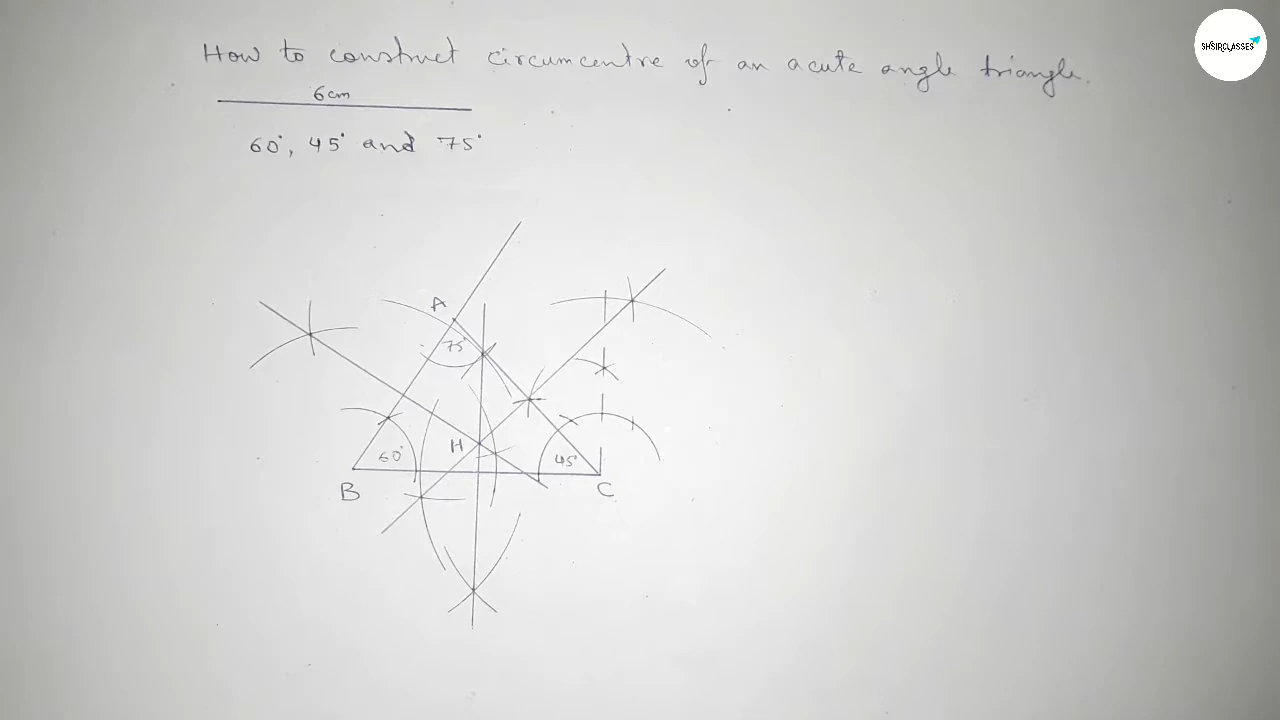 How to construct circumcentre of an acute angle triangle.
6cm
60°, 45° and 75°
A
75°
H
60°
45°
B
C
SHSIRCLASSES